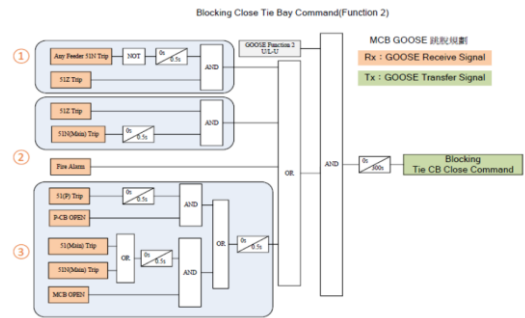 Blocking Close Tie Bay Command(Function 2)
MCB GOOSE 跳脫規劃
Rx：GOOSE Receive Signal
Tx：GOOSE Transfer Signal
GOOSE Function 2
U/L-U
①
Any Feeder 51N Trip
NOT
0s
0.5s
AND
51Z Trip
②
51Z Trip
51N(Main) Trip
0s
0.5s
AND
Fire Alarm
③
51(P) Trip
0s
0.5s
P-CB OPEN
AND
51(Main) Trip
51N(Main) Trip
OR
0s
0.5s
MCB OPEN
AND
OR
0s
0.5s
OR
AND
0s
300s
Blocking
Tie CB Close Command